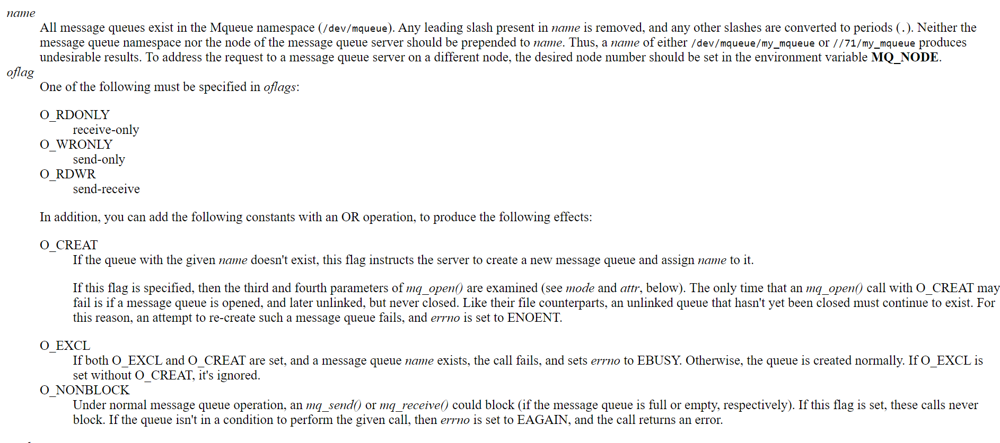 name
All message queues exist in the Mqueue namespace (/dev/mqueue). Any leading slash present in name is removed, and any other slashes are converted to periods (.). Neither the
message queue namespace nor the node of the message queue server should be prepended to name. Thus, a name of either /dev/mqueue/my_mqueue or //71/my_mqueue produces
undesirable results. To address the request to a message queue server on a different node, the desired node number should be set in the environment variable MQ_NODE.
oflag
One of the following must be specified in oflags:
O_RDONLY
receive-only
O_WRONLY
send-only
O_RDWR
send-receive
In addition, you can add the following constants with an OR operation, to produce the following effects:
O_CREAT
If the queue with the given name doesn't exist, this flag instructs the server to create a new message queue and assign name to it.
If this flag is specified, then the third and fourth parameters of mq_open() are examined (see mode and attr, below). The only time that an mq_open() call with O_CREAT may
fail is if a message queue is opened, and later unlinked, but never closed. Like their file counterparts, an unlinked queue that hasn't yet been closed must continue to exist. For
this reason, an attempt to re-create such a message queue fails, and errno is set to ENOENT.
O_EXCL
If both O_EXCL and O_CREAT are set, and a message queue name exists, the call fails, and sets errno to EBUSY. Otherwise, the queue is created normally. If O_EXCL is
set without O_CREAT, it's ignored.
O_NONBLOCK
Under normal message queue operation, an mq_send() or mq_receive() could block (if the message queue is full or empty, respectively). If this flag is set, these calls never
block. If the queue isn't in a condition to perform the given call, then errno is set to EAGAIN, and the call returns an error.